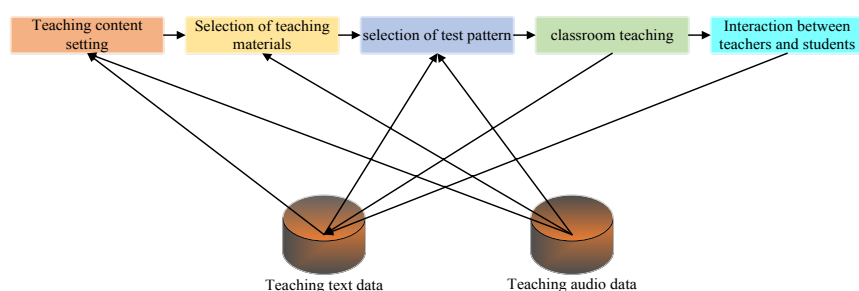 Teaching content
setting
Selection of teaching
materials
selection of test pattern
classroom teaching
Interaction between
teachers and students
Teaching text data
Teaching audio data